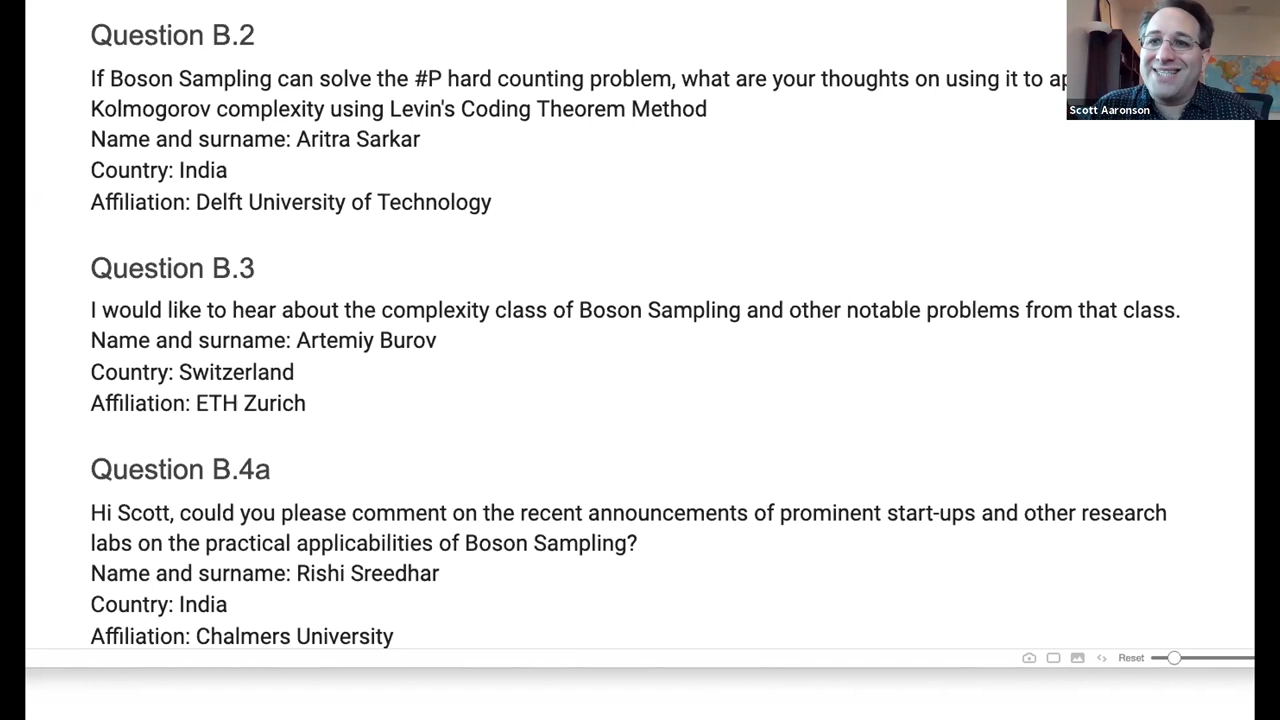 Question B.2
If Boson Sampling can solve the #P hard counting problem, what are your thoughts on using it to
Kolmogorov complexity using Levin's Coding Theorem Method
Name and surname: Aritra Sarkar
Country: India
Affiliation: Delft University of Technology
Scott Aaronson
Question B.3
I would like to hear about the complexity class of Boson Sampling and other notable problems from that class.
Name and surname: Artemiy Burov
Country: Switzerland
Affiliation: ETH Zurich
Question B.4a
Hi Scott, could you please comment on the recent announcements of prominent start-ups and other research
labs on the practical applicabilities of Boson Sampling?
Name and surname: Rishi Sreedhar
Country: India
Affiliation: Chalmers University
Reset